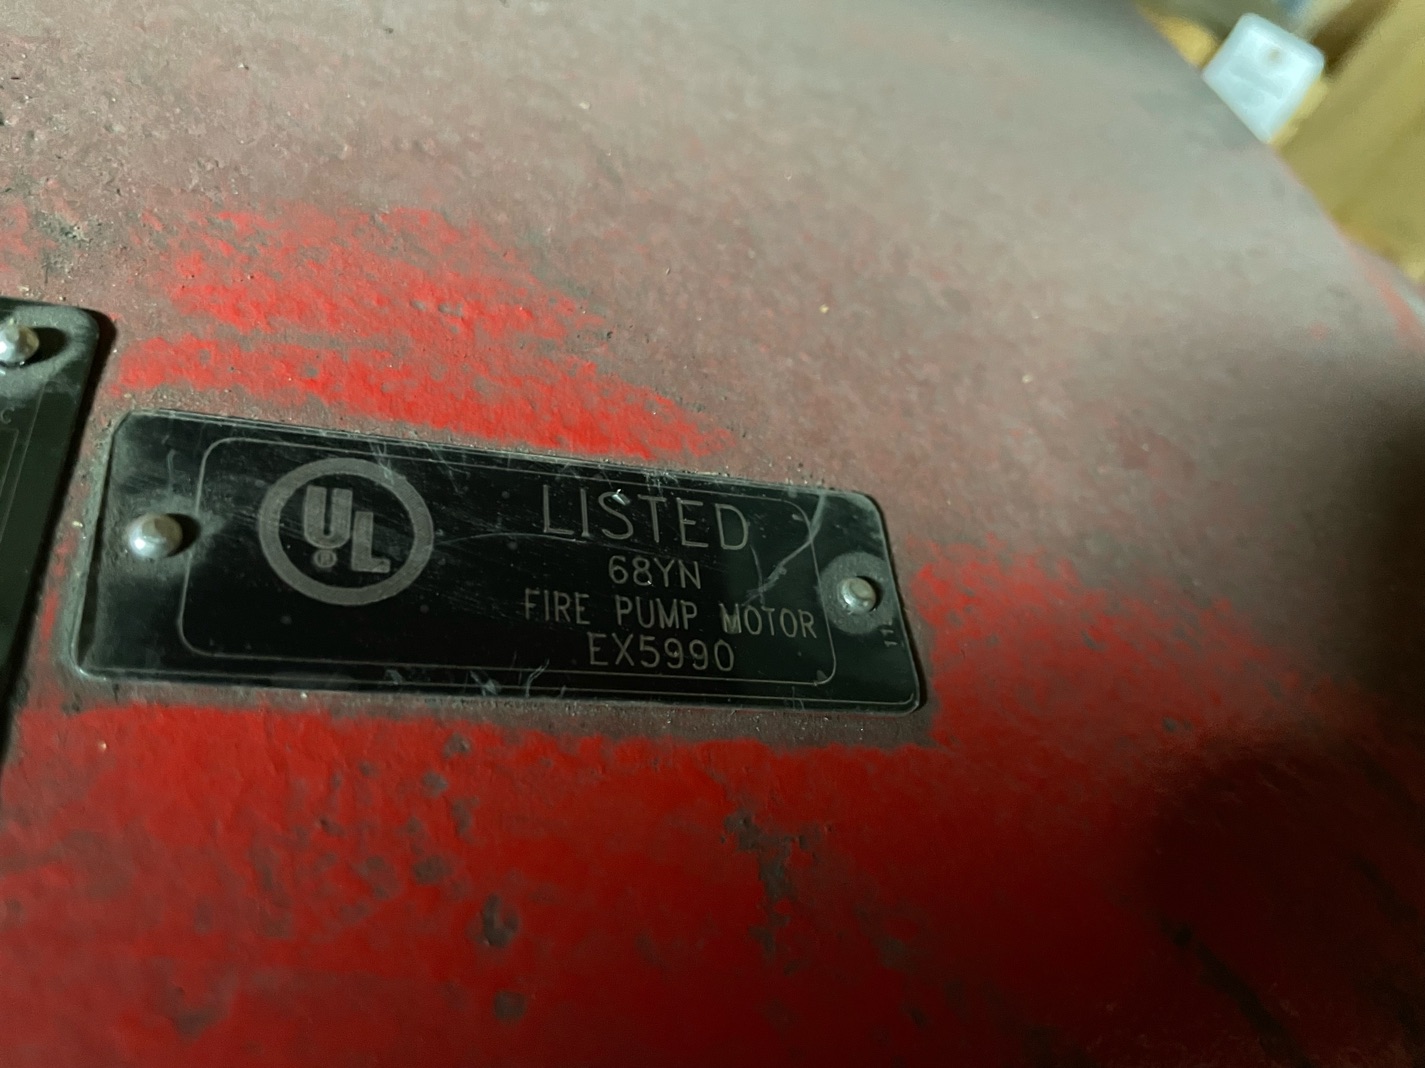 UL
®
LISTED
68YN
FIRE PUMP MOTOR
EX5990